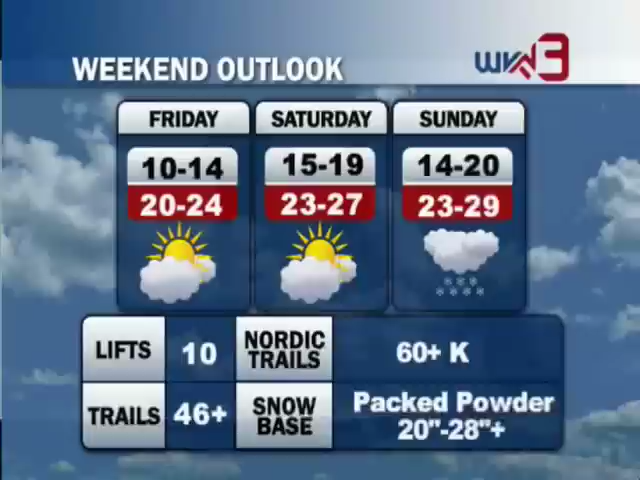 WEEKEND OUTLOOK
3
FRIDAY SATURDAY SUNDAY
10-14 15-19 14-20
20-24 23-27 23-29
LIFTS 10 NORDIC TRAILS 60+ K
TRAILS 46+ SNOW BASE Packed Powder
20"-28"+